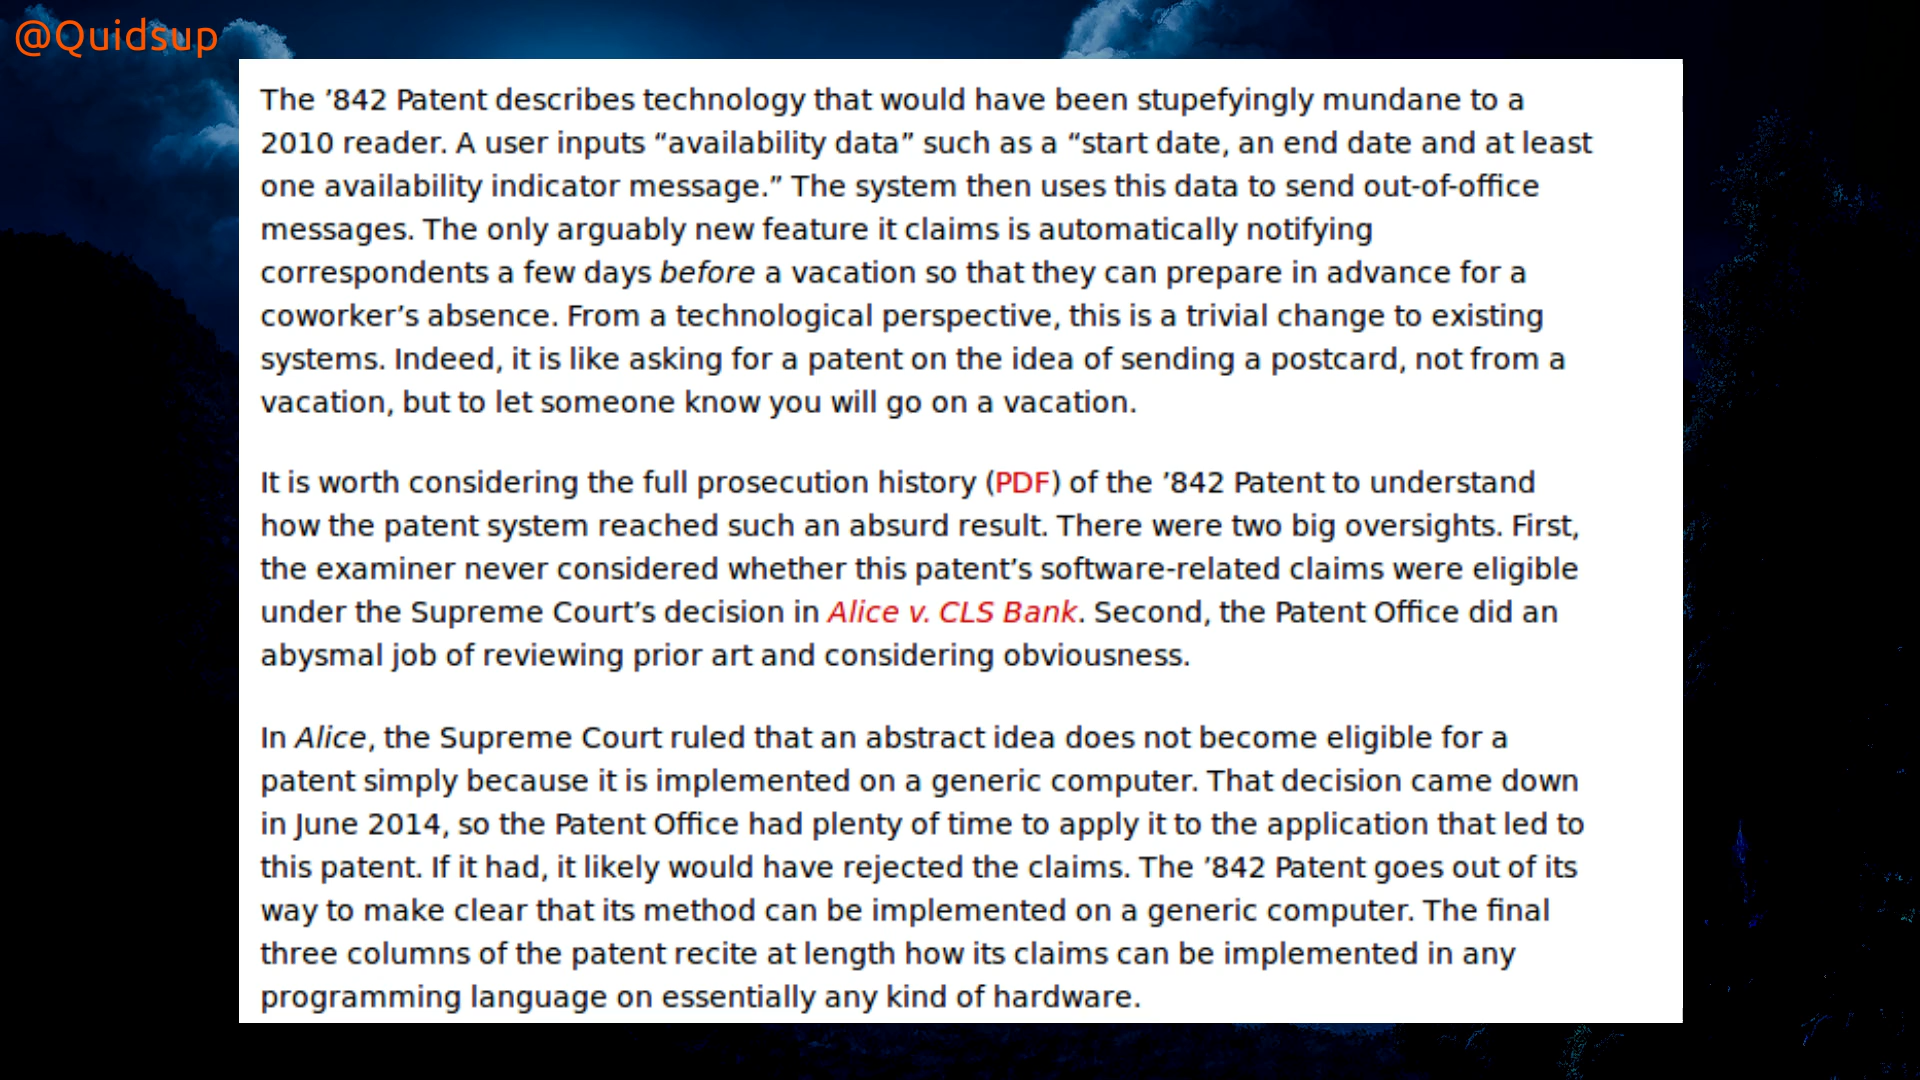 @Quidsup
The ’842 Patent describes technology that would have been stupefyingly mundane to a
2010 reader. A user inputs “availability data” such as a “start date, an end date and at least
one availability indicator message.” The system then uses this data to send out-of-office
messages. The only arguably new feature it claims is automatically notifying
correspondents a few days before a vacation so that they can prepare in advance for a
coworker’s absence. From a technological perspective, this is a trivial change to existing
systems. Indeed, it is like asking for a patent on the idea of sending a postcard, not from a
vacation, but to let someone know you will go on a vacation.
It is worth considering the full prosecution history (PDF) of the ’842 Patent to understand
how the patent system reached such an absurd result. There were two big oversights. First,
the examiner never considered whether this patent’s software-related claims were eligible
under the Supreme Court’s decision in Alice v. CLS Bank. Second, the Patent Office did an
abysmal job of reviewing prior art and considering obviousness.
In Alice, the Supreme Court ruled that an abstract idea does not become eligible for a
patent simply because it is implemented on a generic computer. That decision came down
in June 2014, so the Patent Office had plenty of time to apply it to the application that led to
this patent. If it had, it likely would have rejected the claims. The ’842 Patent goes out of its
way to make clear that its method can be implemented on a generic computer. The final
three columns of the patent recite at length how its claims can be implemented in any
programming language on essentially any kind of hardware.